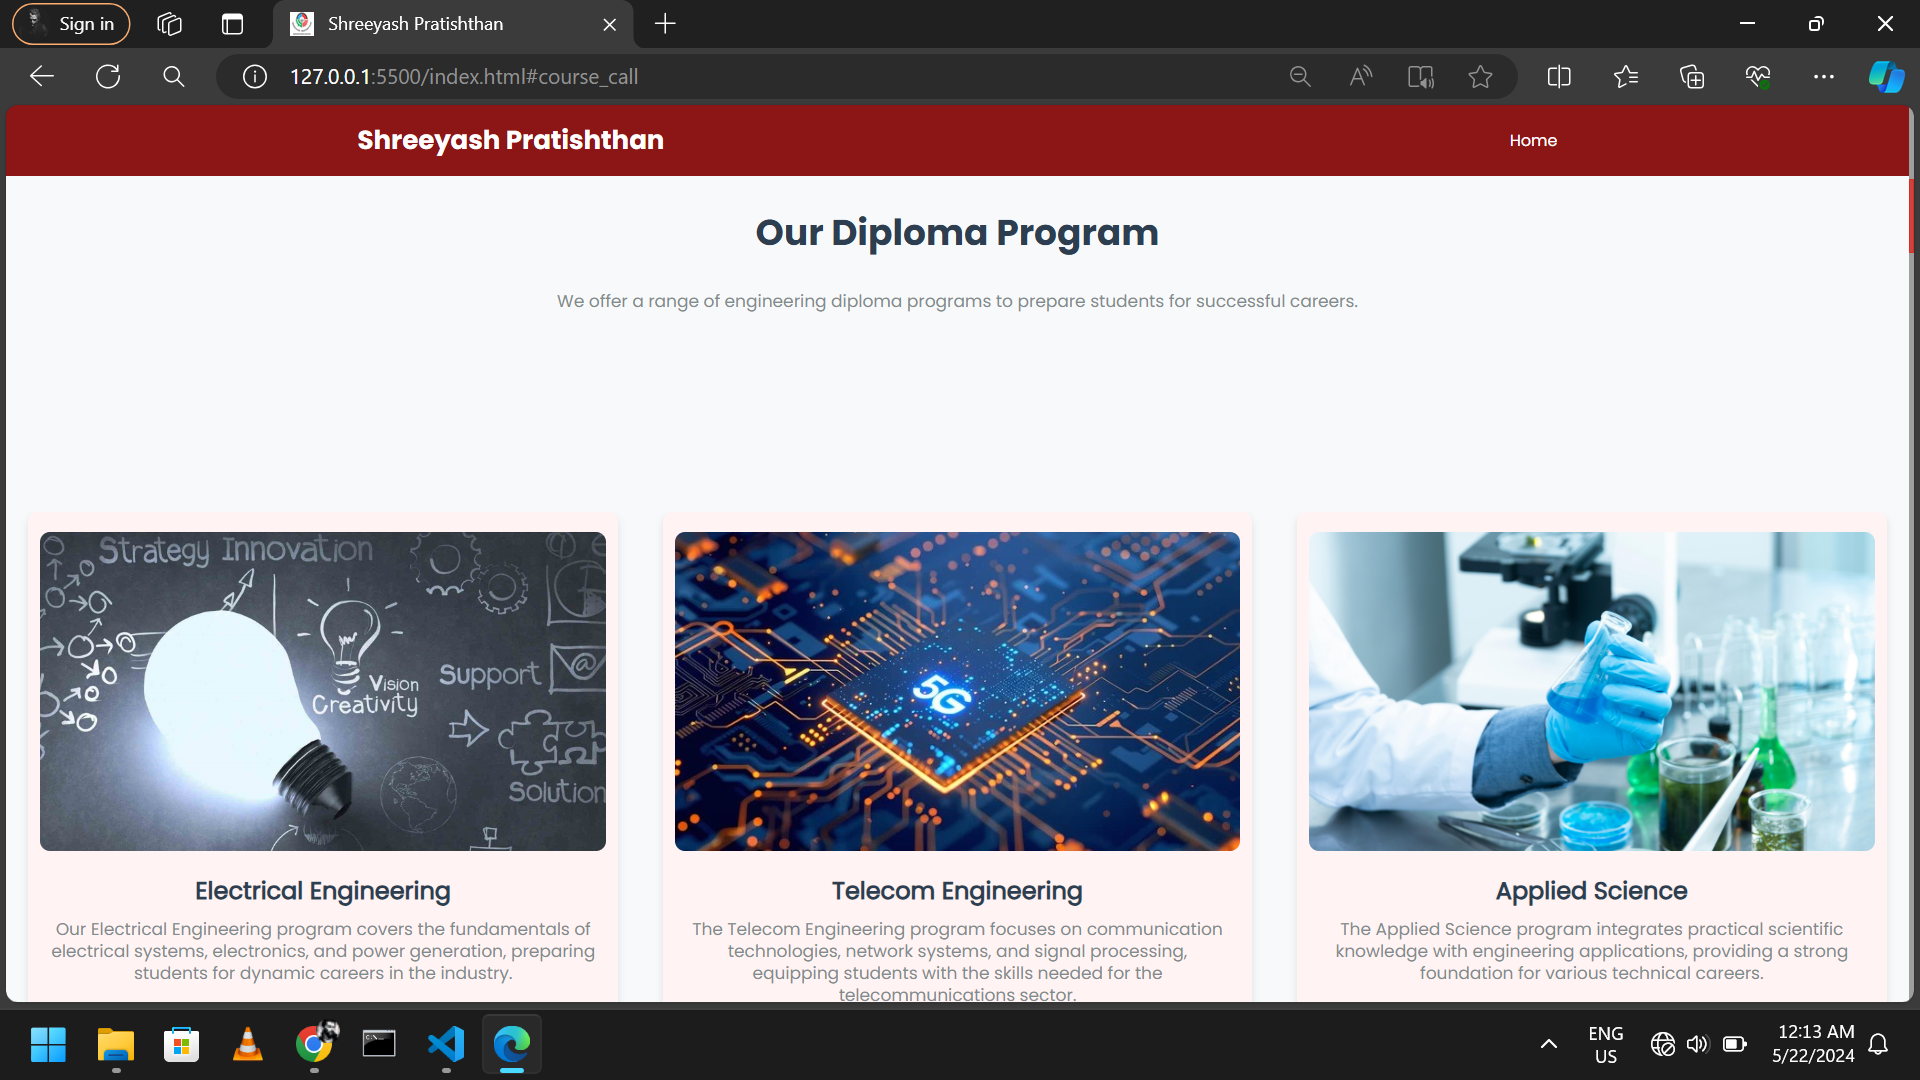 Sign in
Shreeyash Pratishthan
127.0.0.1:5500/index.html#course_call
Shreeyash Pratishthan
Home
Our Diploma Program
We offer a range of engineering diploma programs to prepare students for successful careers.
Strategy Innovation
Support
Vision
Creativity
Solution
5G
Electrical Engineering
Our Electrical Engineering program covers the fundamentals of
electrical systems, electronics, and power generation, preparing
students for dynamic careers in the industry.
Telecom Engineering
The Telecom Engineering program focuses on communication
technologies, network systems, and signal processing,
equipping students with the skills needed for the
telecommunications sector.
Applied Science
The Applied Science program integrates practical scientific
knowledge with engineering applications, providing a strong
foundation for various technical careers.
ENG
US
12:13 AM
5/22/2024